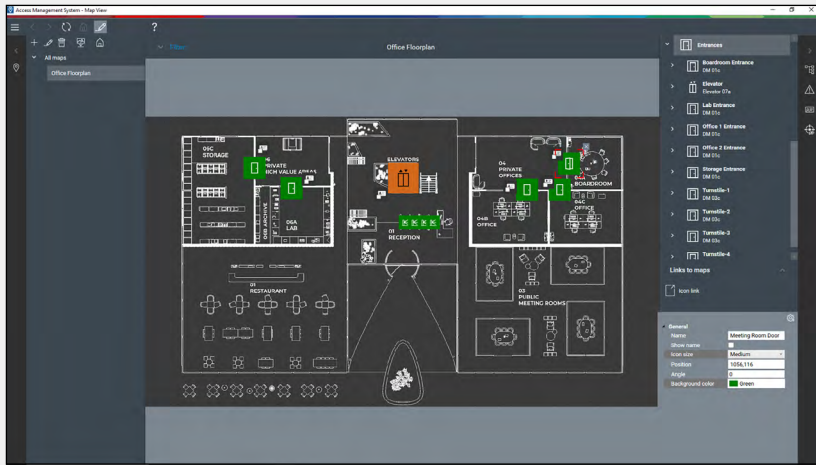 Access Management System - Map View
?
Filter
Office Floorplan
All maps
Office Floorplan
05C
STORAGE
PRIVATE
HIGH VALUE AREAS
06B ARCHIVE
06A
LAB
ELEVATORS
01
RECEPTION
04
PRIVATE
OFFICES
04A
BOARDROOM
04B
OFFICE
04C
OFFICE
01
RESTAURANT
03
PUBLIC
MEETING ROOMS
Entrances
Boardroom Entrance
DM 01c
Elevator
Elevator 07a
Lab Entrance
DM 01c
Office 1 Entrance
DM 01c
Office 2 Entrance
DM 01c
Storage Entrance
DM 01c
Turnstile-1
DM 03c
Turnstile-2
DM 03c
Turnstile-3
DM 03c
Turnstile-4
Links to maps
Icon link
General
Name Meeting Room Door
Show name
Icon size Medium
Position 1056,116
Angle 0
Background color Green